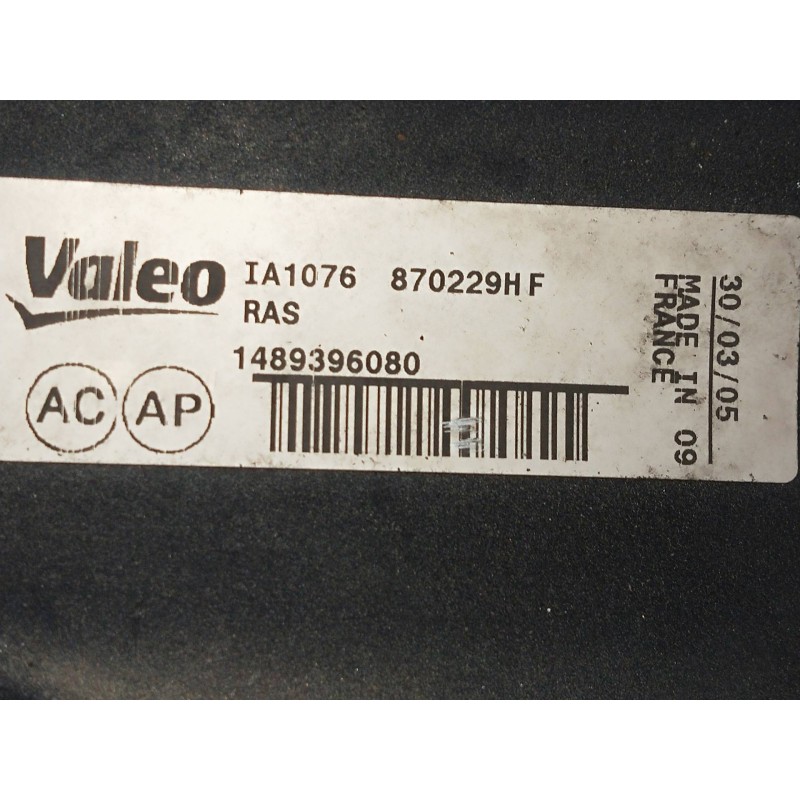 Valeo IA1076 870229HF
RAS
1489396080
AC AP
30/03/05
MADE IN 09
FRANCE